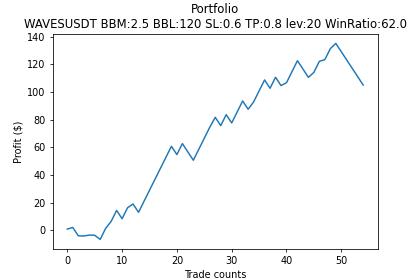 Portfolio
WAVESUSDT BBM:2.5 BBL:120 SL:0.6 TP:0.8 lev:20 WinRatio:62.0
140
120
100
80
60
40
20
0
Profit ($)
0 10 20 30 40 50
Trade counts